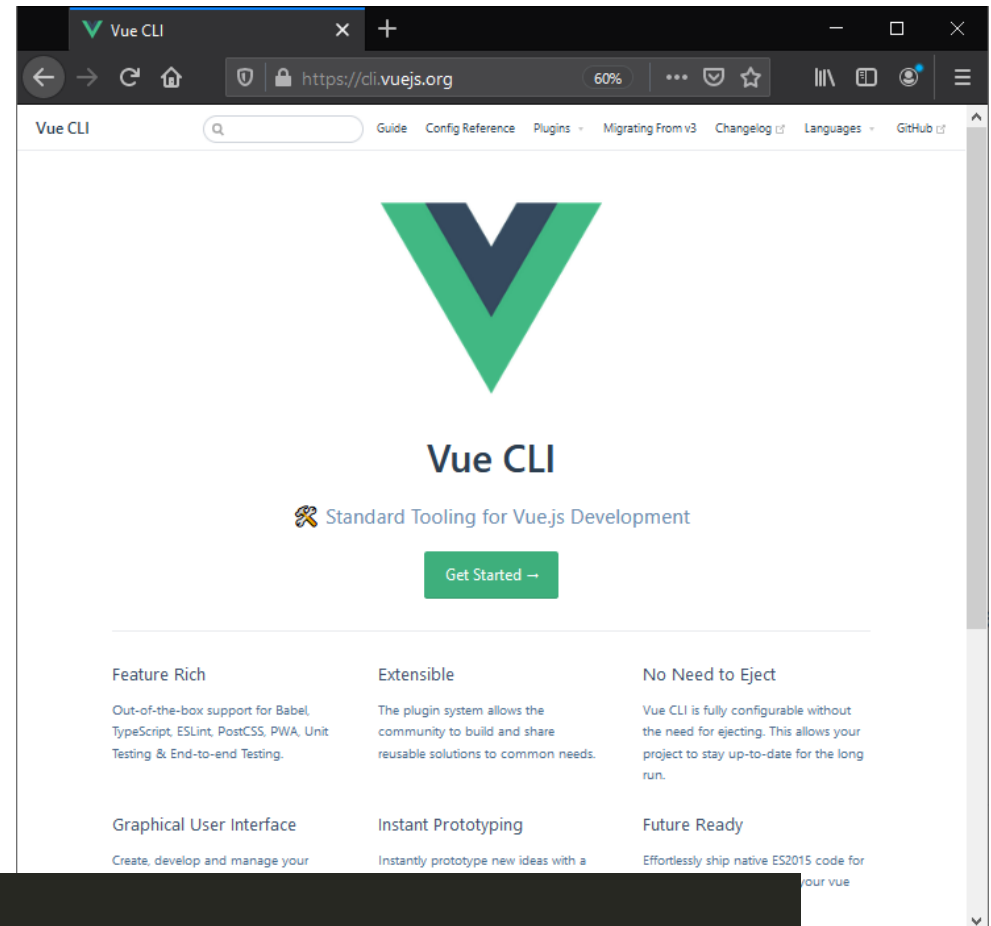 Vue CLI
https://cli.vuejs.org
60%
Vue CLI
Guide Config Reference Plugins Migrating From v3 Changelog Languages GitHub
Vue CLI
🛠️ Standard Tooling for Vue.js Development
Get Started →
Feature Rich
Out-of-the-box support for Babel,
TypeScript, ESLint, PostCSS, PWA, Unit
Testing & End-to-end Testing.
Extensible
The plugin system allows the
community to build and share
reusable solutions to common needs.
No Need to Eject
Vue CLI is fully configurable without
the need for ejecting. This allows your
project to stay up-to-date for the long
run.
Graphical User Interface
Create, develop and manage your
Instant Prototyping
Instantly prototype new ideas with a
Future Ready
Effortlessly ship native ES2015 code for
your vue